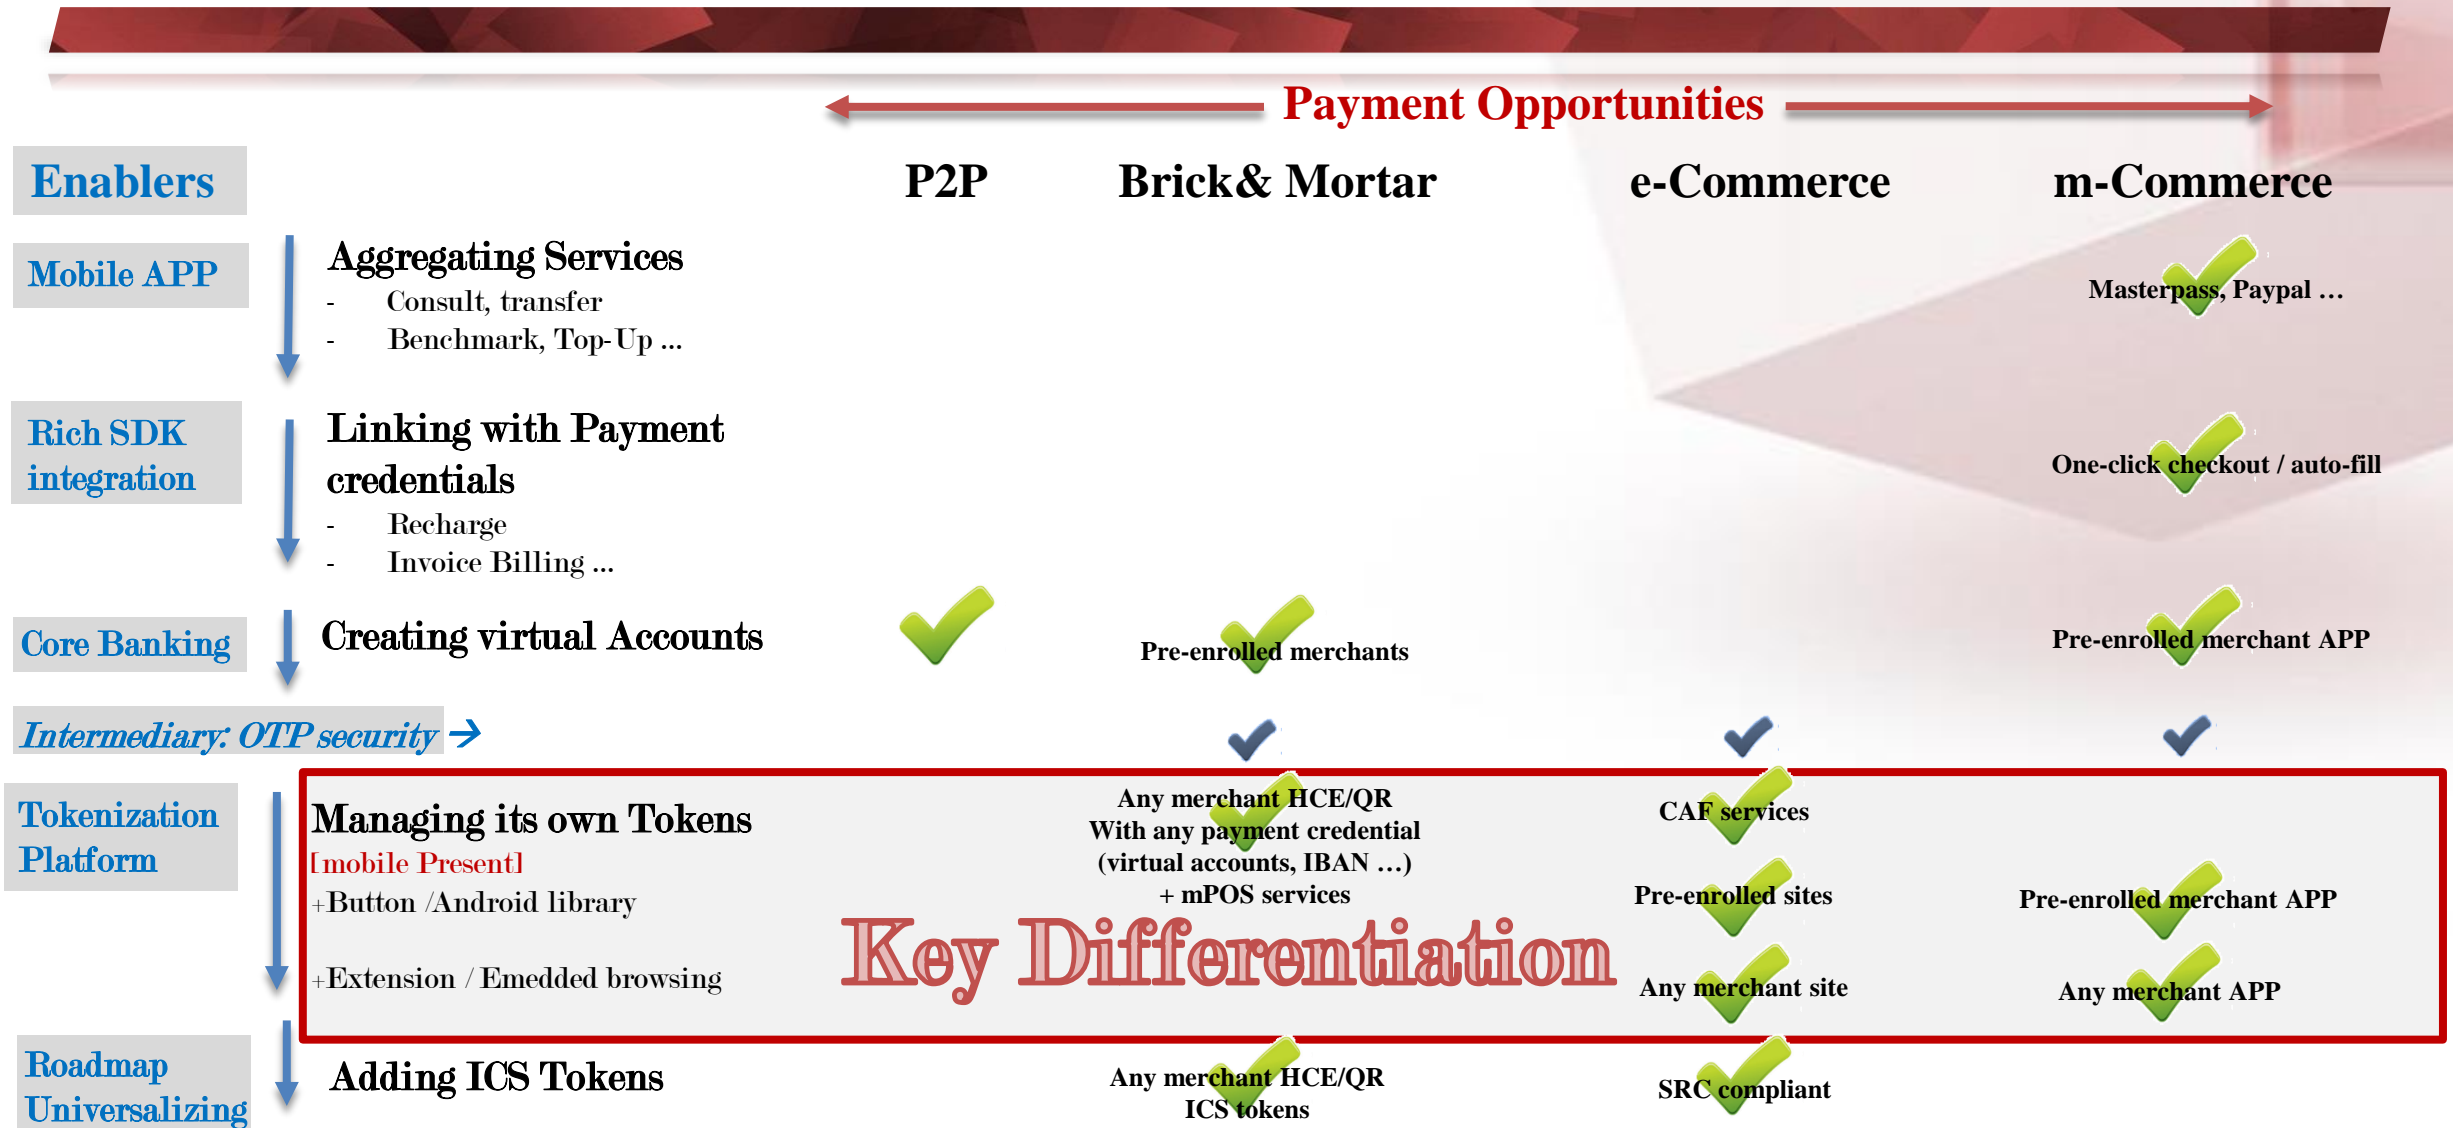 Payment Opportunities
Enablers
P2P
Brick& Mortar
e-Commerce
m-Commerce
Mobile APP
Aggregating Services
- Consult, transfer
- Benchmark, Top-Up ...
Masterpass, Paypal ...
Rich SDK
integration
Linking with Payment
credentials
- Recharge
- Invoice Billing ...
One-click checkout / auto-fill
Core Banking
Creating virtual Accounts
Pre-enrolled merchants
Pre-enrolled merchant APP
Intermediary: OTP security →
Tokenization
Platform
Managing its own Tokens
[mobile Present]
+Button /Android library
+Extension / Emedded browsing
Any merchant HCE/QR
With any payment credential
(virtual accounts, IBAN ...)
+ mPOS services
CAF services
Pre-enrolled sites
Pre-enrolled merchant APP
Key Differentiation
Any merchant site
Any merchant APP
Roadmap
Universalizing
Adding ICS Tokens
Any merchant HCE/QR
ICS tokens
SRC compliant